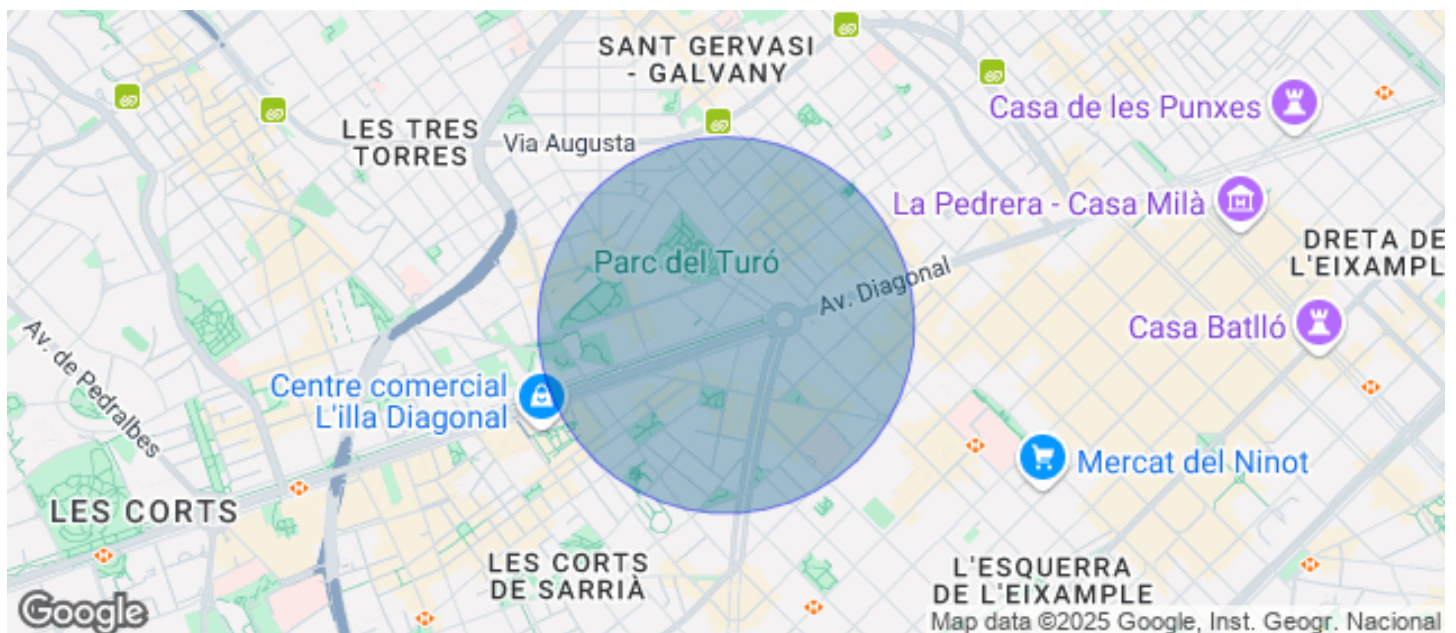 SANT GERVASI
- GALVANY
Casa de les Punxes
LES TRES
TORRES
Via Augusta
La Pedrera - Casa Milà
DRETA DE
L'EIXAMPL
Parc del Turó
Av. Diagonal
Casa Batlló
Av. de Pedralbes
Centre comercial
L'illa Diagonal
Mercat del Ninot
LES CORTS
LES CORTS
DE SARRIÀ
L'ESQUERRA
DE L'EIXAMPLE
Google
Map data ©2025 Google, Inst. Geogr. Nacional